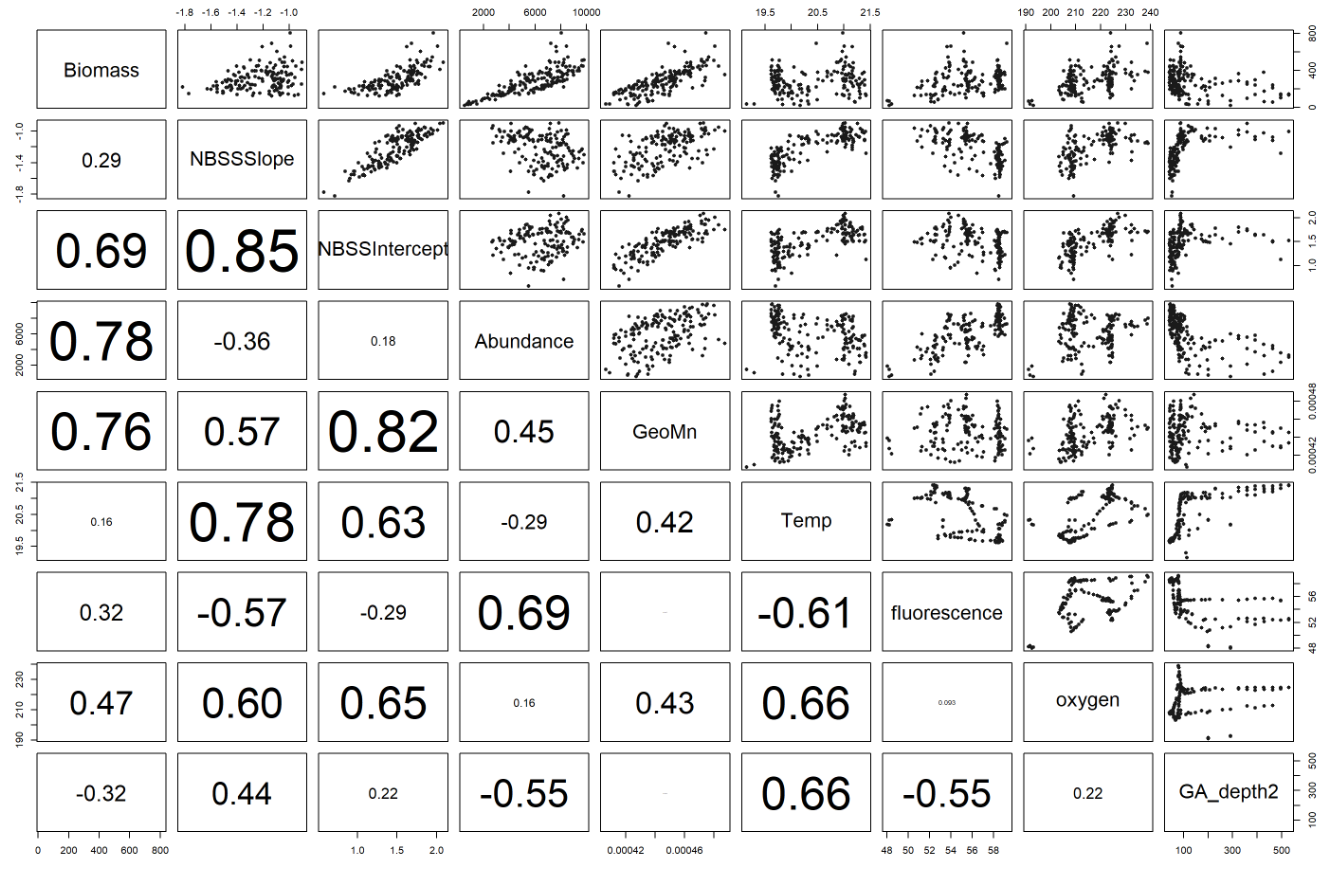 -1.8 -1.6 -1.4 -1.2 -1.0 2000 6000 10000 19.5 20.5 21.5 190 200 210 220 230 240
Biomass 0 400 800
-1.8 -1.4 -1.0 0.29 NBSSSlope
0.69 0.85 NBSSIntercept 1.0 1.5 2.0
2000 6000 0.78 -0.36 0.18 Abundance
0.76 0.57 0.82 0.45 GeoMn 0.00042 0.00048
19.5 20.5 21.5 0.16 0.78 0.63 -0.29 0.42 Temp
0.32 -0.57 -0.29 0.69 -0.61 fluorescence 48 52 56
190 210 230 0.47 0.60 0.65 0.16 0.43 0.66 0.093 oxygen
-0.32 0.44 0.22 -0.55 0.66 -0.55 0.22 GA_depth2 100 300 500
0 200 400 600 800 1.0 1.5 2.0 0.00042 0.00046 48 50 52 54 56 58 100 300 500